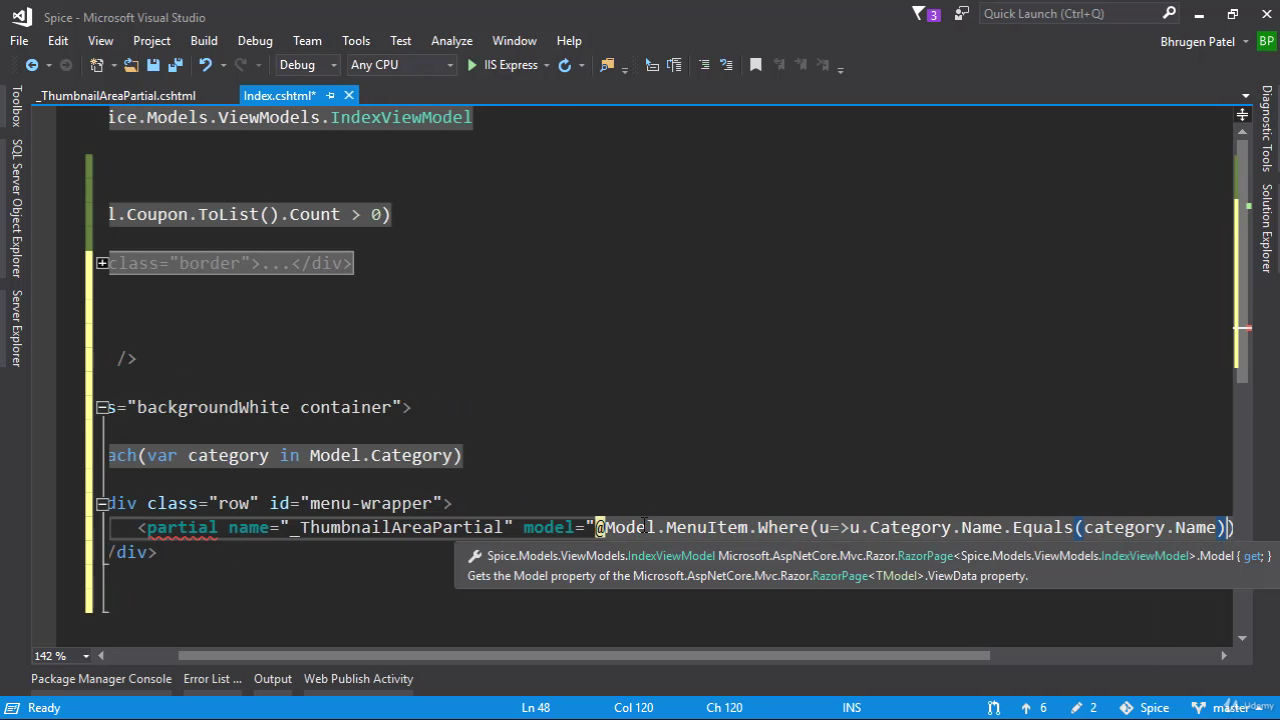 Spice - Microsoft Visual Studio
3
Quick Launch (Ctrl+Q)
File Edit View Project Build Debug Team Tools Test Analyze Window Help
Bhrugen Patel BP
Debug Any CPU IIS Express
_ThumbnailAreaPartial.cshtml Index.cshtml*
Toolbox
SQL Server Object Explorer
Server Explorer
Diagnostic Tools
Solution Explorer
ice.Models.ViewModels.IndexViewModel
l.Coupon.ToList().Count > 0)
class="border">...</div>
/>
s="backgroundWhite container">
ach(var category in Model.Category)
div class="row" id="menu-wrapper">
<partial name="_ThumbnailAreaPartial" model="@Model.MenuItem.Where(u=>u.Category.Name.Equals(category.Name))
/div>
Spice.Models.ViewModels.IndexViewModel Microsoft.AspNetCore.Mvc.Razor.RazorPage<Spice.Models.ViewModels.IndexViewModel>.Model { get; }
Gets the Model property of the Microsoft.AspNetCore.Mvc.Razor.RazorPage<TModel>.ViewData property.
142 %
Package Manager Console Error List ... Output Web Publish Activity
Ready Ln 48 Col 120 Ch 120 INS 6 2 Spice master
Udemy